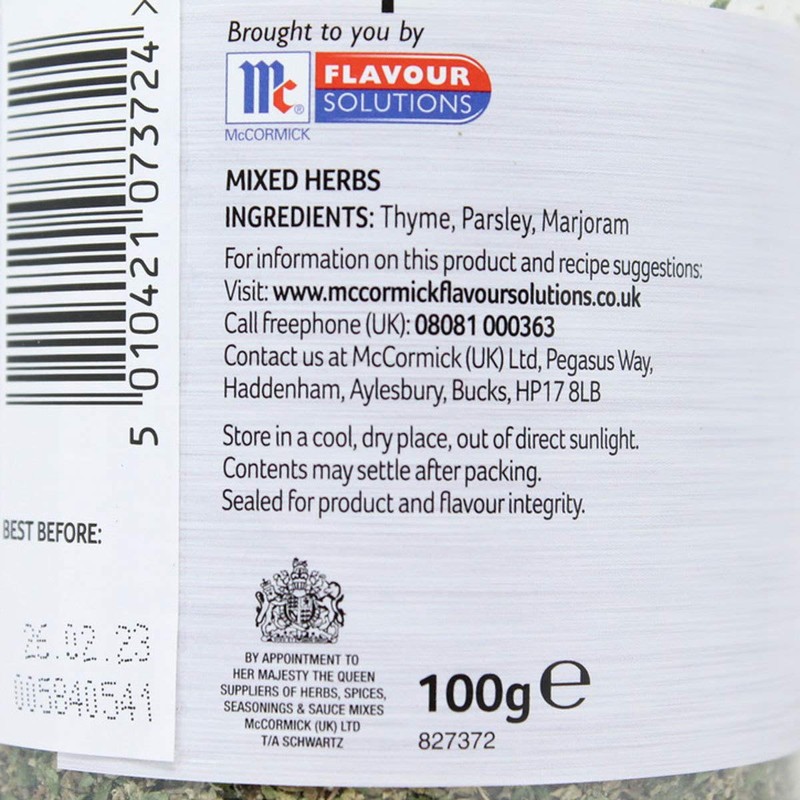 Brought to you by
Mc
FLAVOUR
SOLUTIONS
®
McCORMICK
MIXED HERBS
INGREDIENTS: Thyme, Parsley, Marjoram
For information on this product and recipe suggestions:
Visit: www.mccormickflavoursolutions.co.uk
Call freephone (UK): 08081 000363
Contact us at McCormick (UK) Ltd, Pegasus Way,
Haddenham, Aylesbury, Bucks, HP17 8LB
Store in a cool, dry place, out of direct sunlight.
Contents may settle after packing.
Sealed for product and flavour integrity.
BY APPOINTMENT TO
HER MAJESTY THE QUEEN
SUPPLIERS OF HERBS, SPICES,
SEASONINGS & SAUCE MIXES
McCORMICK (UK) LTD
T/A SCHWARTZ
100g e
827372
5 010421 073724 >
BEST BEFORE:
26.02.23